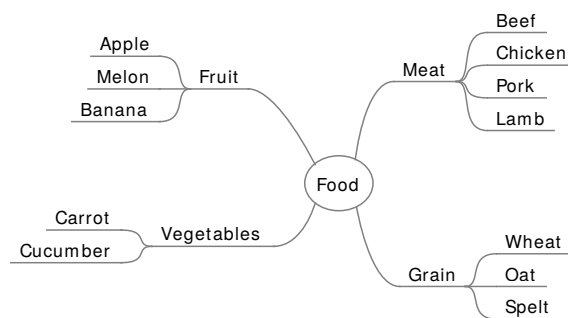 Food
Fruit
Apple
Melon
Banana
Vegetables
Carrot
Cucumber
Meat
Beef
Chicken
Pork
Lamb
Grain
Wheat
Oat
Spelt